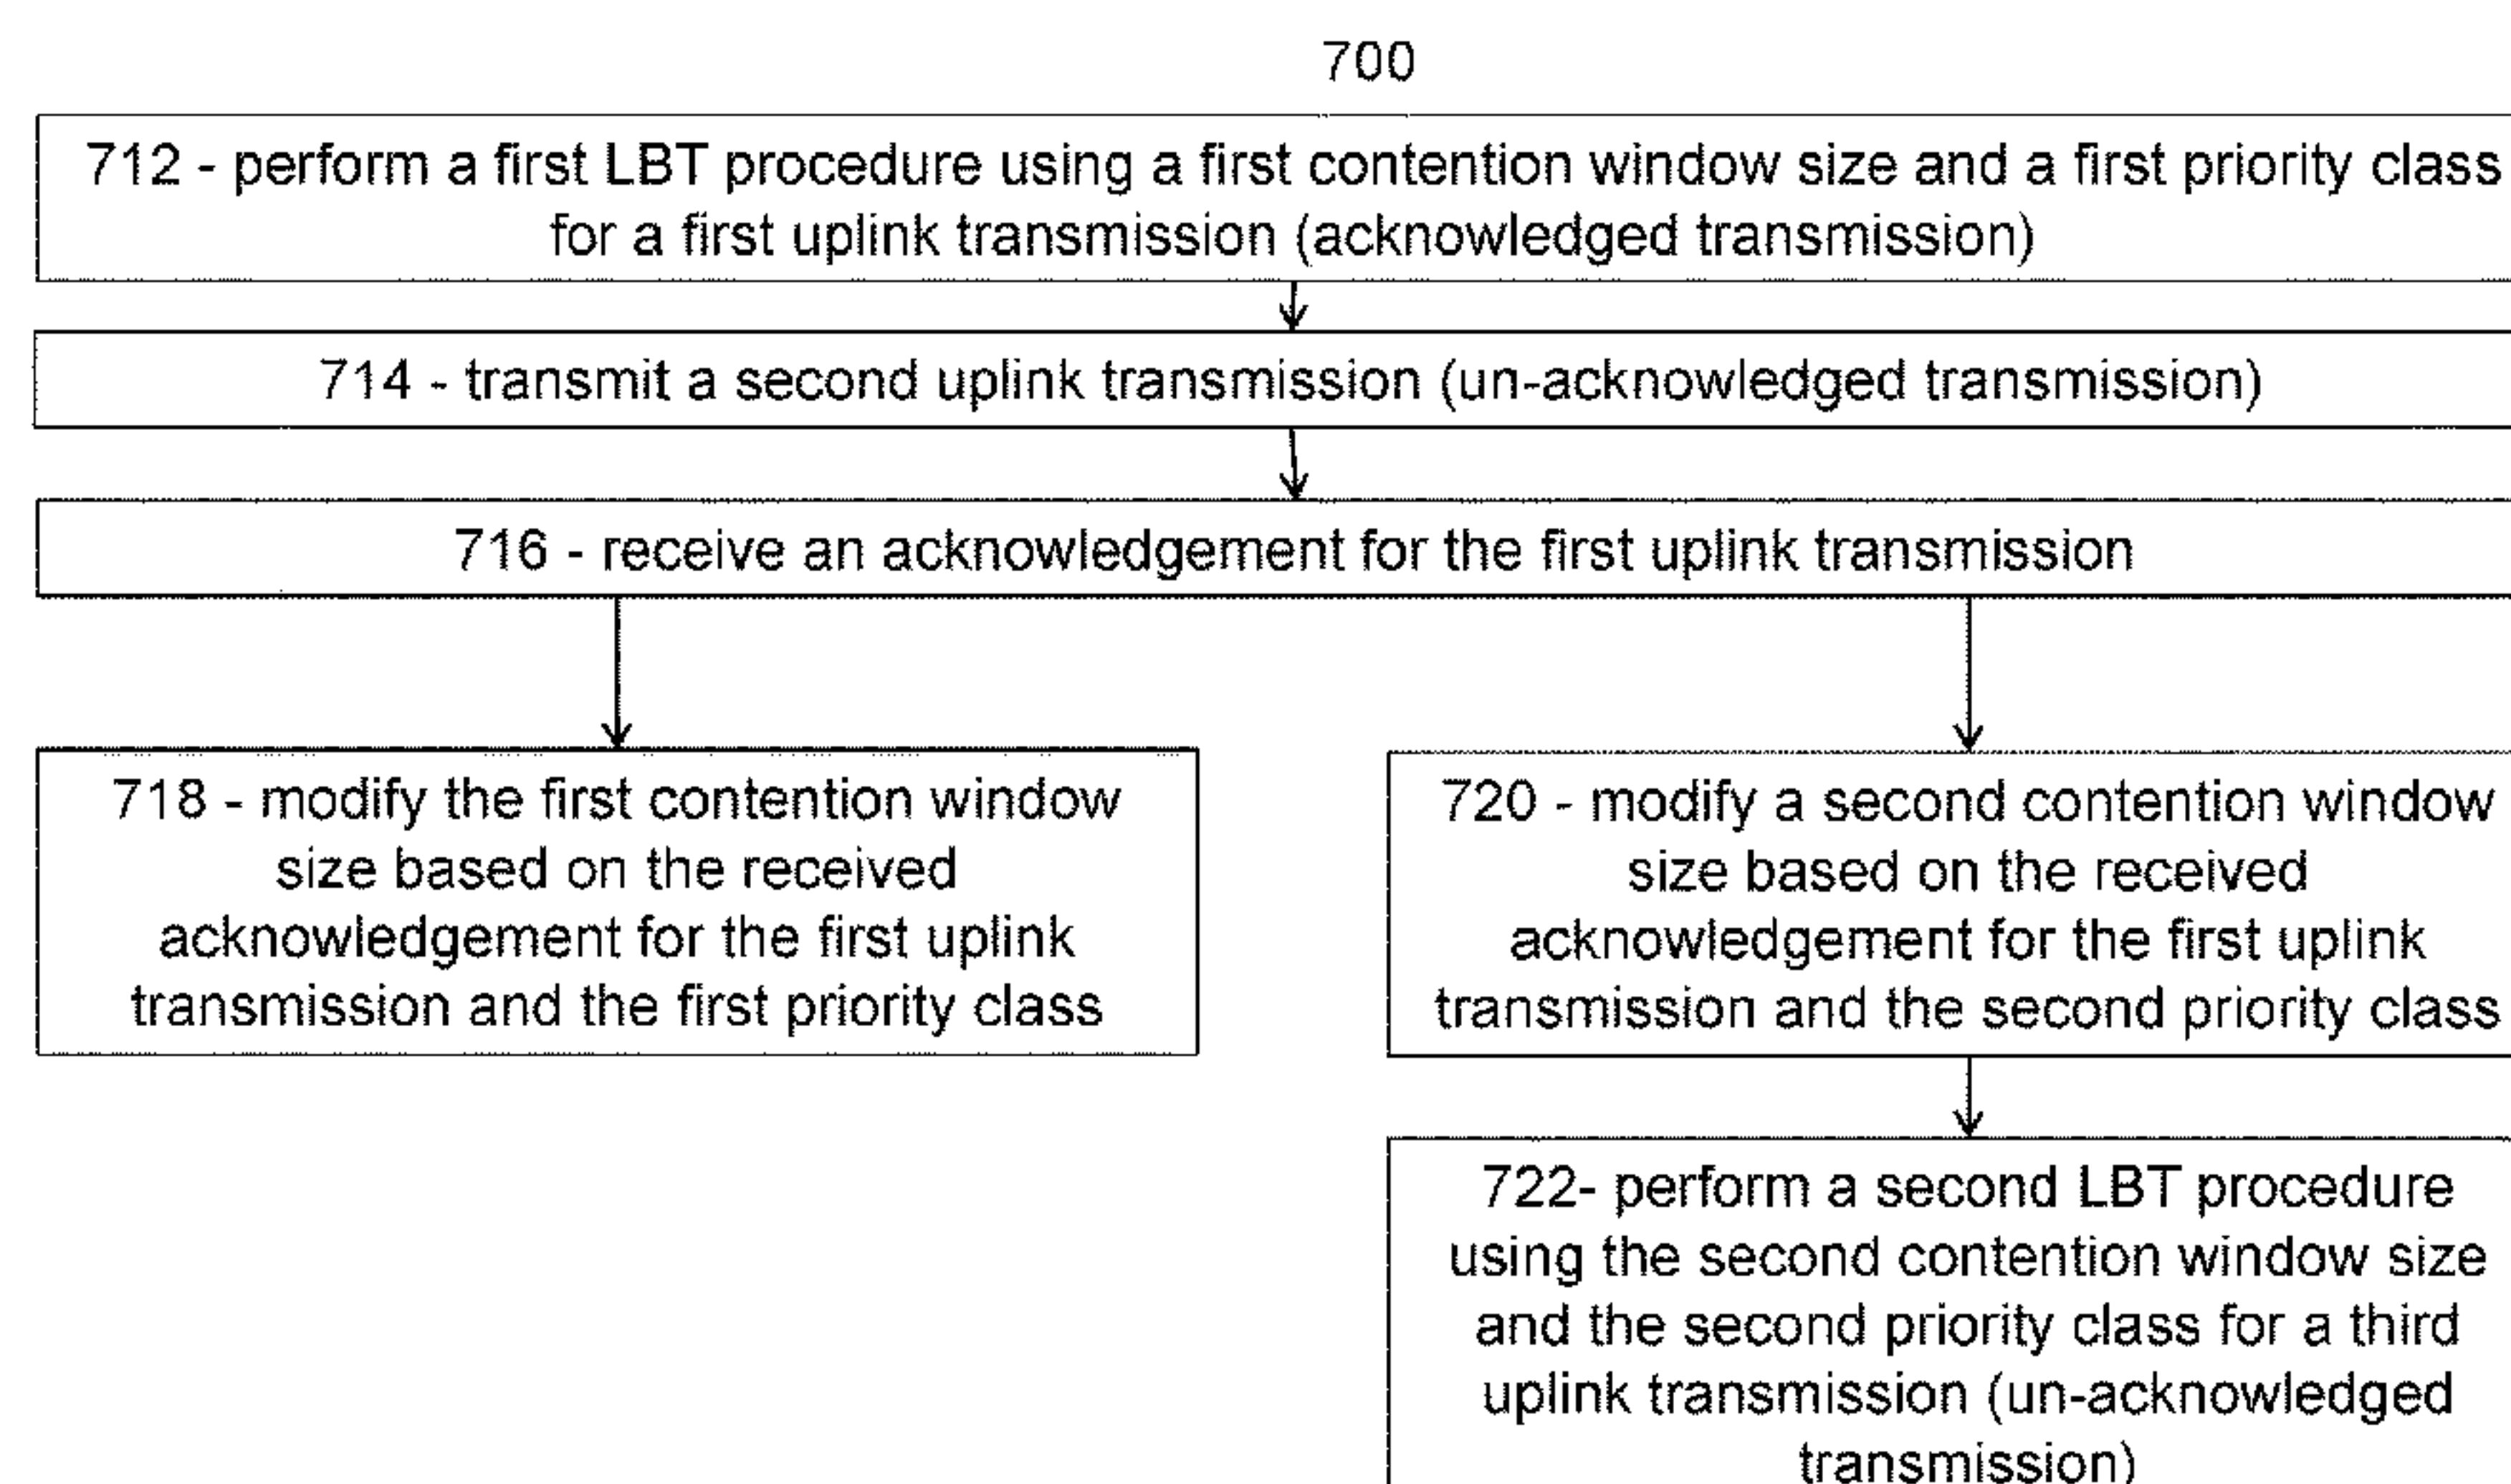 700
712 - perform a first LBT procedure using a first contention window size and a first priority class
for a first uplink transmission (acknowledged transmission)
714 - transmit a second uplink transmission (un-acknowledged transmission)
716 - receive an acknowledgement for the first uplink transmission
718 - modify the first contention window
size based on the received
acknowledgement for the first uplink
transmission and the first priority class
720 - modify a second contention window
size based on the received
acknowledgement for the first uplink
transmission and the second priority class
722- perform a second LBT procedure
using the second contention window size
and the second priority class for a third
uplink transmission (un-acknowledged
transmission)